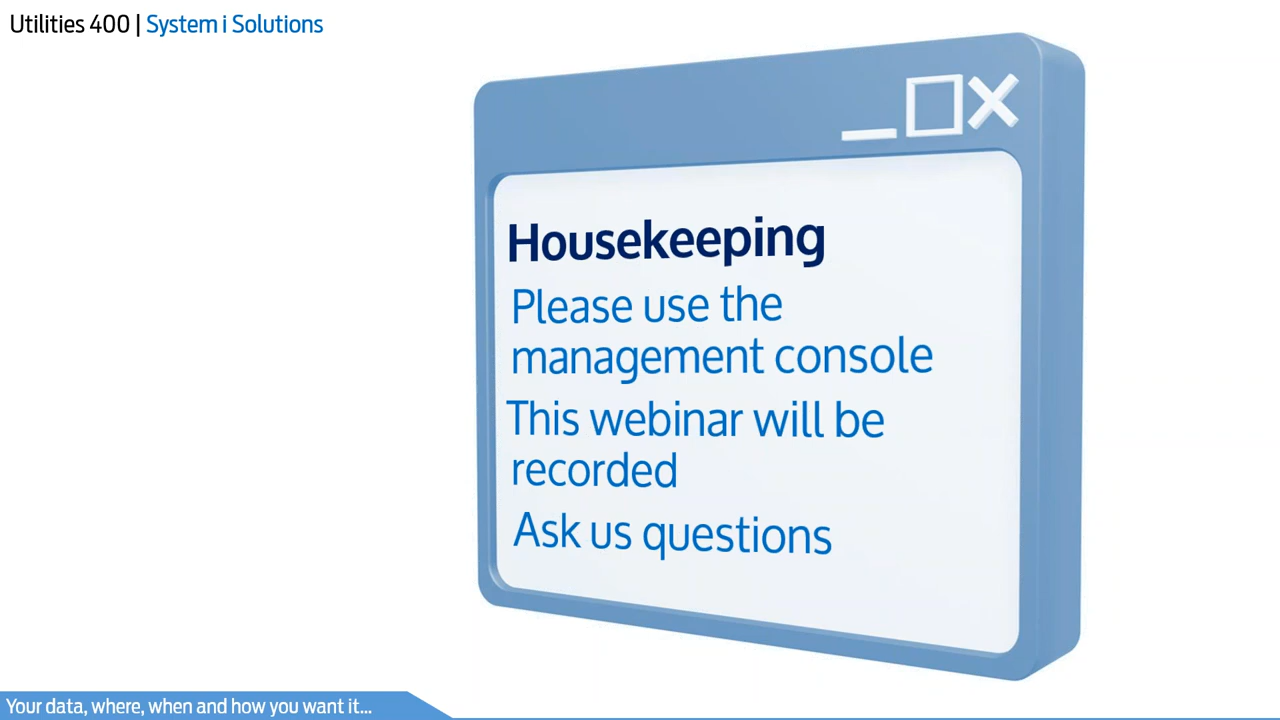 Utilities 400 | System i Solutions
Housekeeping
Please use the
management console
This webinar will be
recorded
Ask us questions
Your data, where, when and how you want it...